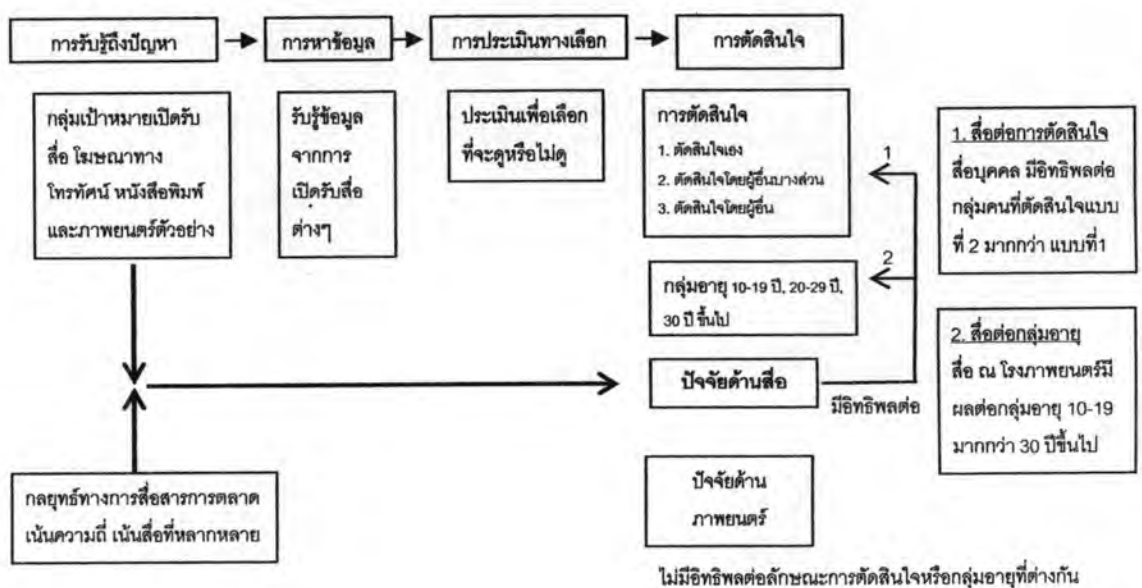 การรับรู้ถึงปัญหา
การหาข้อมูล
การประเมินทางเลือก
การตัดสินใจ
กลุ่มเป้าหมายเปิดรับ
สื่อ โฆษณาทาง
โทรทัศน์ หนังสือพิมพ์
และภาพยนตร์ตัวอย่าง
รับรู้ข้อมูล
จากการ
เปิดรับสื่อ
ต่างๆ
ประเมินเพื่อเลือก
ที่จะดูหรือไม่ดู
การตัดสินใจ
1. ตัดสินใจเอง
2. ตัดสินใจโดยผู้อื่นบางส่วน
3. ตัดสินใจโดยผู้อื่น
1
1. สื่อต่อการตัดสินใจ
สื่อบุคคล มีอิทธิพลต่อ
กลุ่มคนที่ตัดสินใจแบบ
ที่ 2 มากกว่า แบบที่1
2
กลุ่มอายุ 10-19 ปี, 20-29 ปี,
30 ปี ขึ้นไป
2. สื่อต่อกลุ่มอายุ
สื่อ ณ โรงภาพยนตร์มี
ผลต่อกลุ่มอายุ 10-19
มากกว่า 30 ปีขึ้นไป
ปัจจัยด้านสื่อ
มีอิทธิพลต่อ
กลยุทธ์ทางการสื่อสารการตลาด
เน้นความถี่ เน้นสื่อที่หลากหลาย
ปัจจัยด้าน
ภาพยนตร์
ไม่มีอิทธิพลต่อลักษณะการตัดสินใจหรือกลุ่มอายุที่ต่างกัน